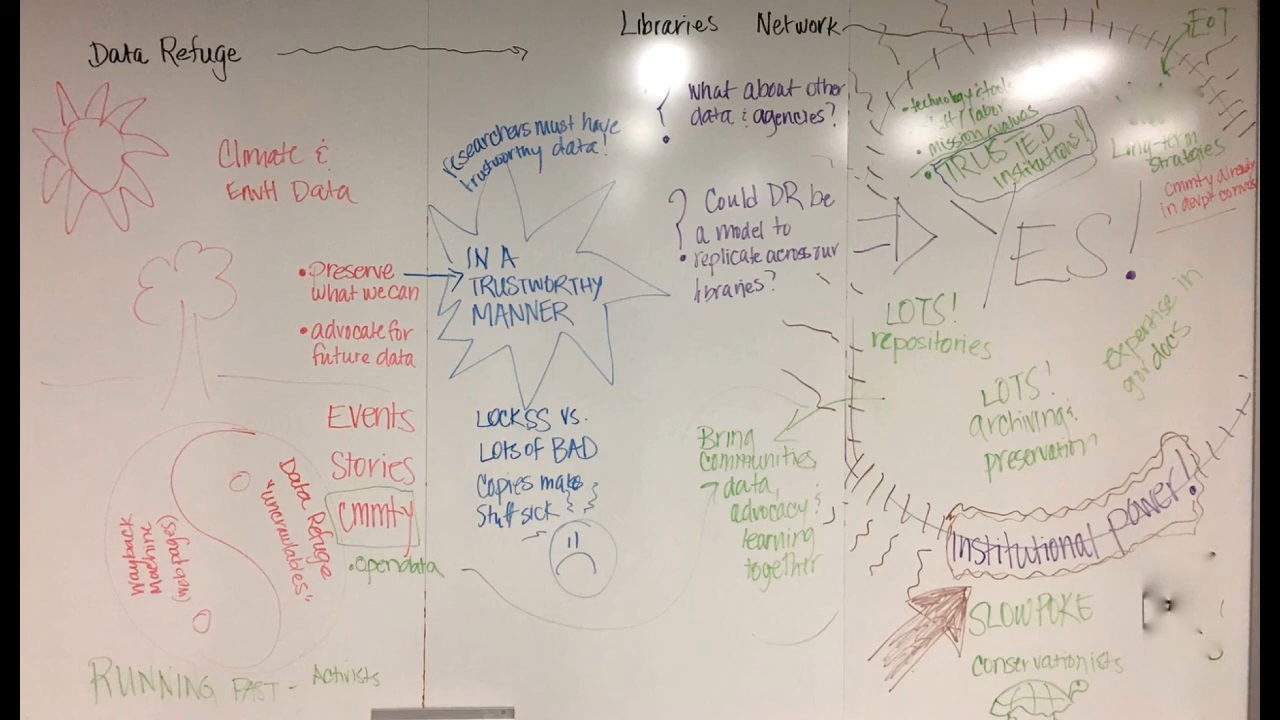 Data Refuge
Climate &
Envtl Data
• preserve
what we can
• advocate for
future data
Events
Stories
cmmty
• opendata
Wayback
Machine
(webpages)
Data Refuge
"uncrawlables"
RUNNING FAST - Activists
researchers must have
trustworthy data!
IN A
TRUSTWORTHY
MANNER
LOCKSS vs.
Lots of BAD
Copies make
Stuff sick
Libraries Network
? what about other
data & agencies?
? Could DR be
a model to
replicate across our
libraries?
Bring
communities,
data,
advocacy &
learning
together
EOT
• technology & tools
staff / labor
• mission & values
• TRUSTED
institutions!
Long-term
strategies
cmmty already
in
YES!
LOTS!
repositories
expertise in
gov docs
LOTS!
archiving &
preservation
institutional power!
SLOWPOKE
conservationists